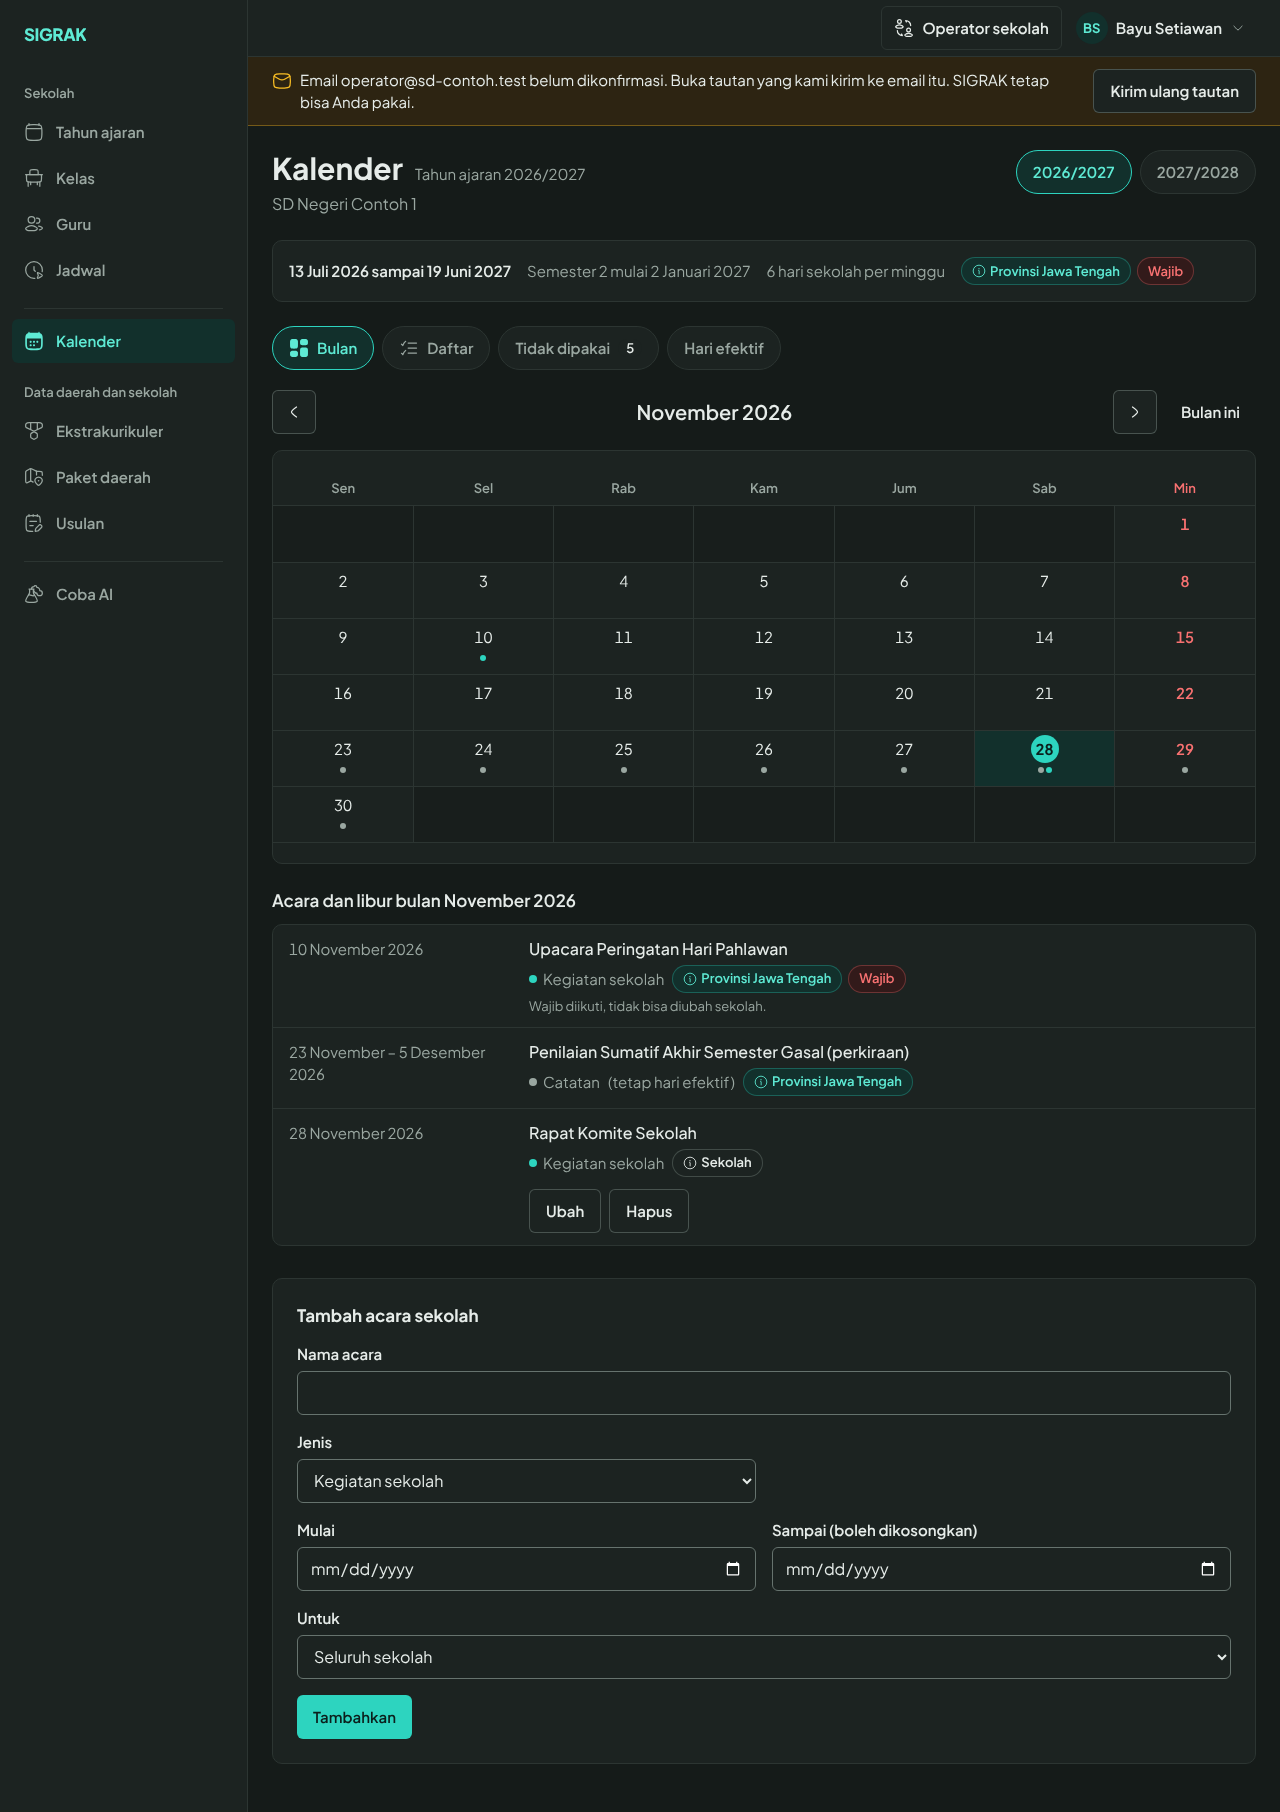 SIGRAK
Operator sekolah
BS Bayu Setiawan
Sekolah
Tahun ajaran
Kelas
Guru
Jadwal
Kalender
Data daerah dan sekolah
Ekstrakurikuler
Paket daerah
Usulan
Coba AI
Email operator@sd-contoh.test belum dikonfirmasi. Buka tautan yang kami kirim ke email itu. SIGRAK tetap
bisa Anda pakai.
Kirim ulang tautan
Kalender Tahun ajaran 2026/2027
SD Negeri Contoh 1
2026/2027 2027/2028
13 Juli 2026 sampai 19 Juni 2027 Semester 2 mulai 2 Januari 2027 6 hari sekolah per minggu Provinsi Jawa Tengah Wajib
Bulan Daftar Tidak dipakai 5 Hari efektif
November 2026 Bulan ini
Sen Sel Rab Kam Jum Sab Min
1
2 3 4 5 6 7 8
9 10 11 12 13 14 15
16 17 18 19 20 21 22
23 24 25 26 27 28 29
30
Acara dan libur bulan November 2026
10 November 2026
Upacara Peringatan Hari Pahlawan
Kegiatan sekolah Provinsi Jawa Tengah Wajib
Wajib diikuti, tidak bisa diubah sekolah.
23 November – 5 Desember
2026
Penilaian Sumatif Akhir Semester Gasal (perkiraan)
Catatan (tetap hari efektif) Provinsi Jawa Tengah
28 November 2026
Rapat Komite Sekolah
Kegiatan sekolah Sekolah
Ubah Hapus
Tambah acara sekolah
Nama acara
Jenis
Kegiatan sekolah
Mulai Sampai (boleh dikosongkan)
mm/dd/yyyy mm/dd/yyyy
Untuk
Seluruh sekolah
Tambahkan